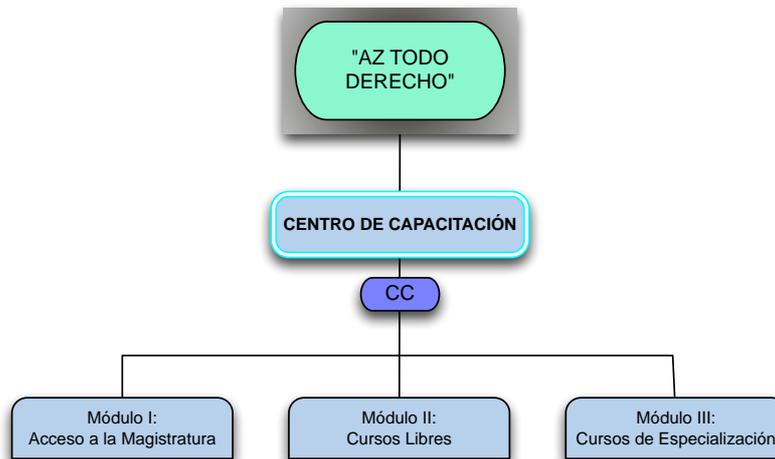 "AZ TODO
DERECHO"
CENTRO DE CAPACITACIÓN
CC
Módulo I:
Acceso a la Magistratura
Módulo II:
Cursos Libres
Módulo III:
Cursos de Especialización